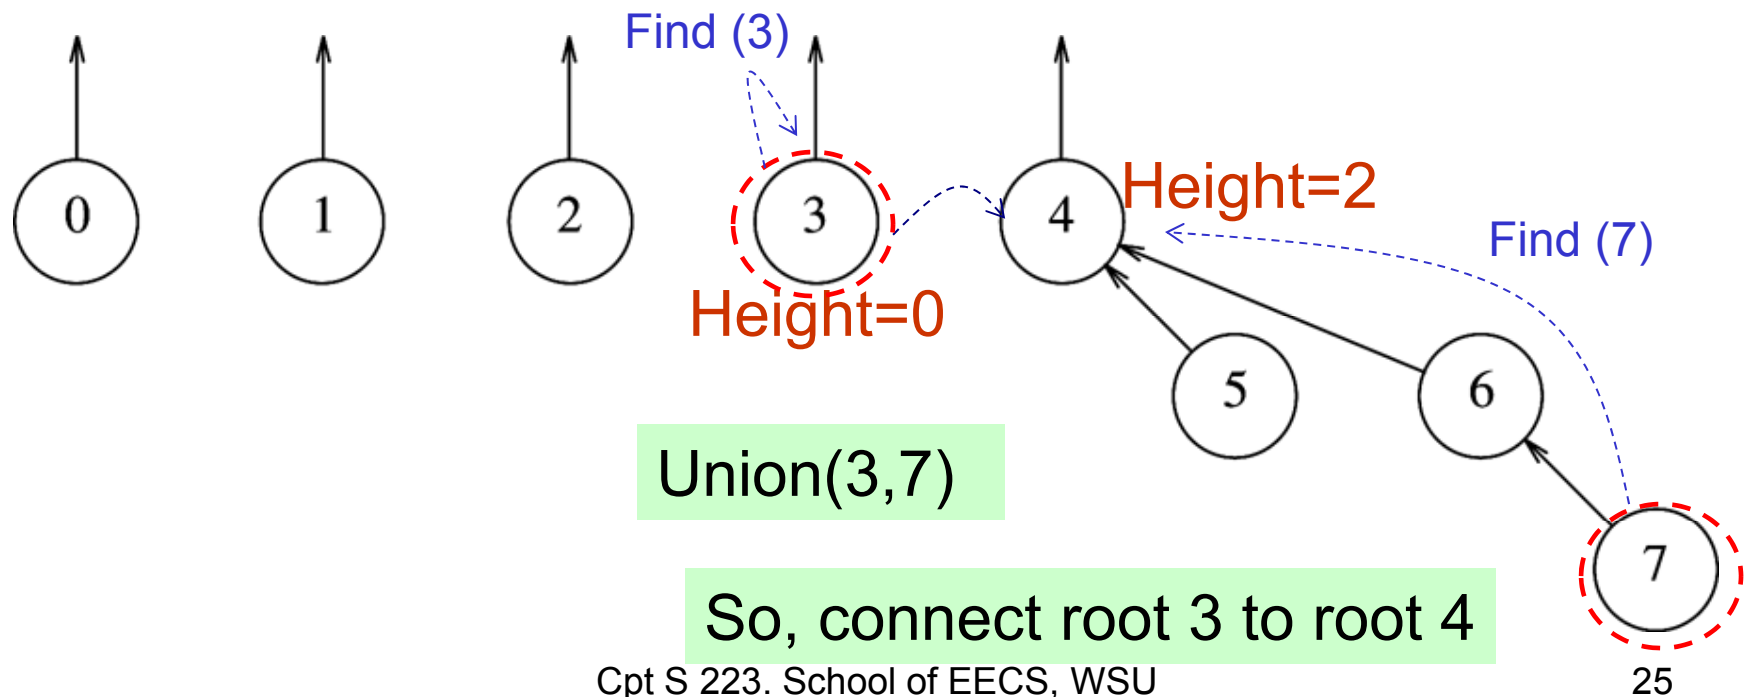 Find (3)
0
1
2
3
4
Height=2
Find (7)
Height=0
5
6
Union(3,7)
7
So, connect root 3 to root 4
Cpt S 223. School of EECS, WSU
25